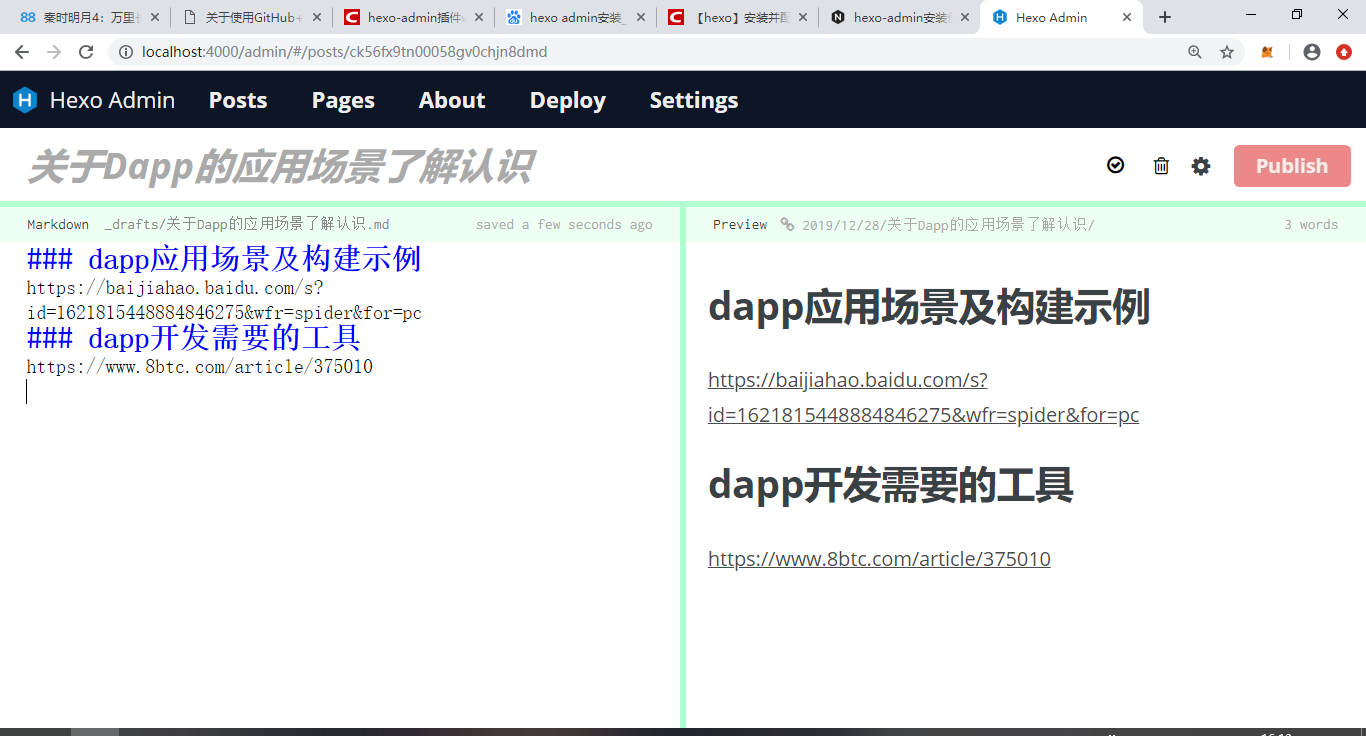 88 秦时明月4：万里长
关于使用GitHub+
hexo-admin插件
hexo admin安装_
【hexo】安装并配
hexo-admin安装
Hexo Admin
localhost:4000/admin/#/posts/ck56fx9tn00058gv0chjn8dmd
Hexo Admin Posts Pages About Deploy Settings
关于Dapp的应用场景了解认识
Publish
Markdown _drafts/关于Dapp的应用场景了解认识.md saved a few seconds ago
### dapp应用场景及构建示例
https://baijiahao.baidu.com/s?
id=1621815448884846275&wfr=spider&for=pc
### dapp开发需要的工具
https://www.8btc.com/article/375010
Preview 2019/12/28/关于Dapp的应用场景了解认识/ 3 words
dapp应用场景及构建示例
https://baijiahao.baidu.com/s?
id=1621815448884846275&wfr=spider&for=pc
dapp开发需要的工具
https://www.8btc.com/article/375010